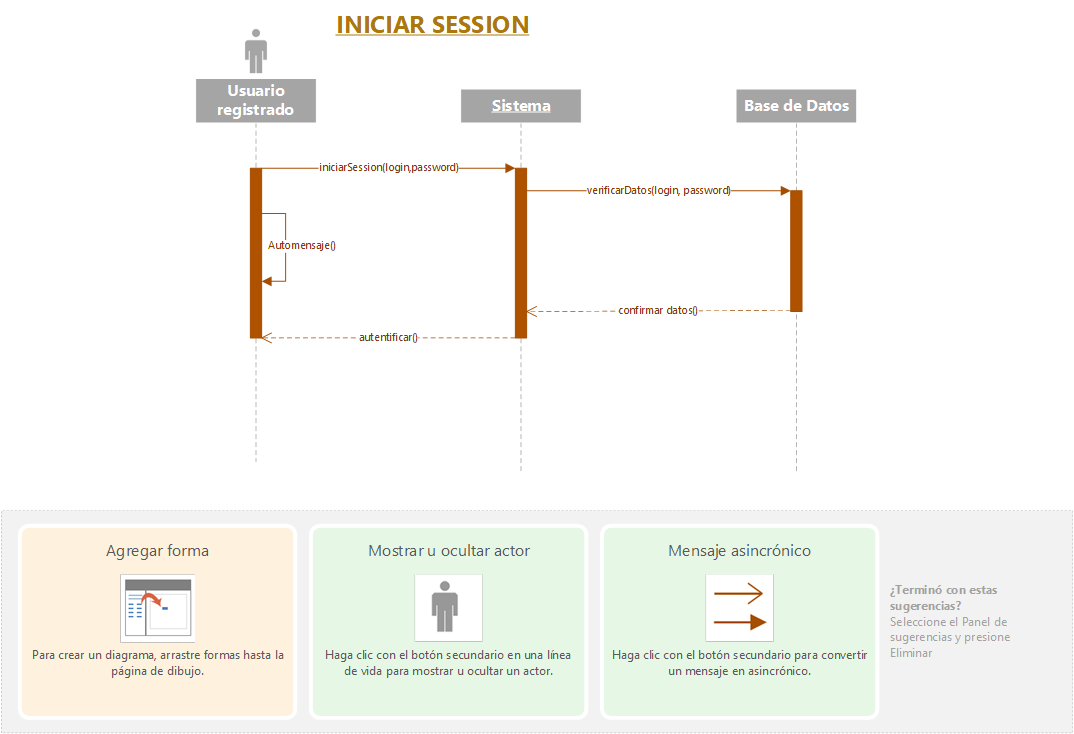 INICIAR SESSION
Usuario
registrado
Sistema
Base de Datos
iniciarSession(login,password)
verificarDatos(login, password)
Automensaje()
confirmar datos()
autentificar()
Agregar forma
Para crear un diagrama, arrastre formas hasta la
página de dibujo.
Mostrar u ocultar actor
Haga clic con el botón secundario en una línea
de vida para mostrar u ocultar un actor.
Mensaje asincrónico
Haga clic con el botón secundario para convertir
un mensaje en asincrónico.
¿Terminó con estas
sugerencias?
Seleccione el Panel de
sugerencias y presione
Eliminar